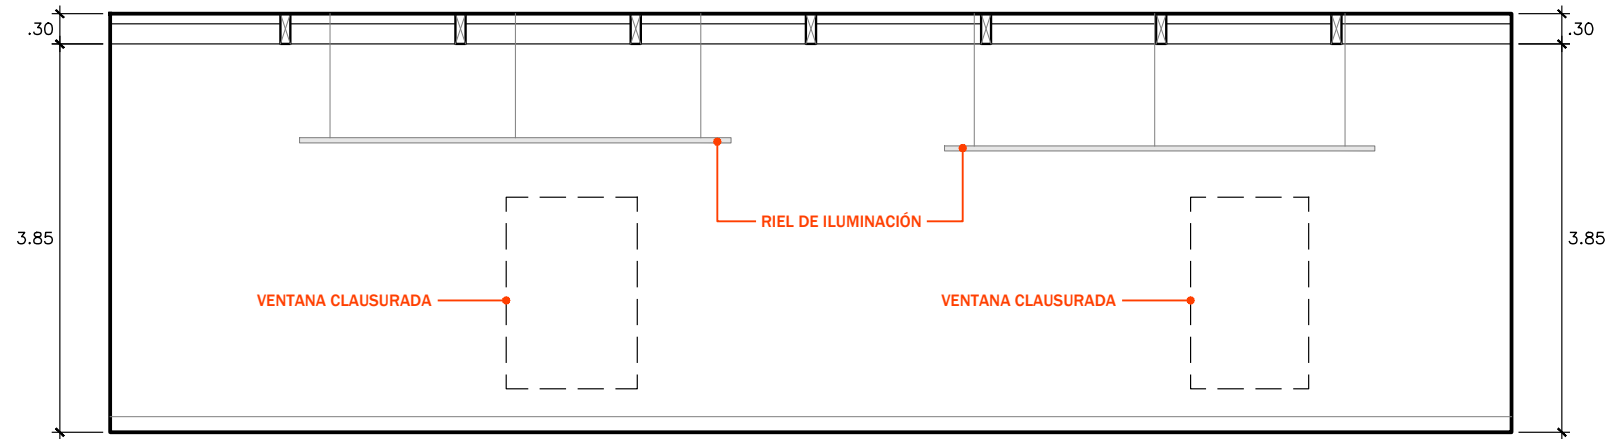 .30
.30
3.85
3.85
RIEL DE ILUMINACIÓN
VENTANA CLAUSURADA
VENTANA CLAUSURADA